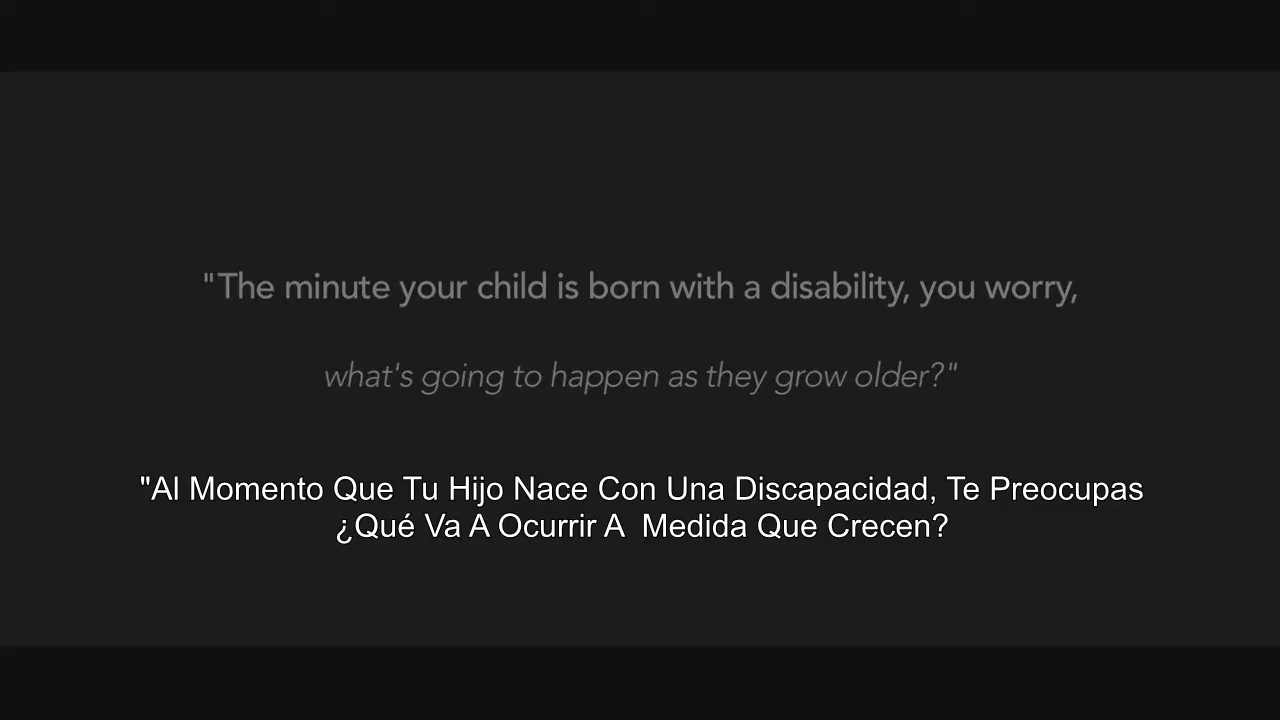 "The minute your child is born with a disability, you worry,
what's going to happen as they grow older?"
"Al Momento Que Tu Hijo Nace Con Una Discapacidad, Te Preocupas
¿Qué Va A Ocurrir A  Medida Que Crecen?